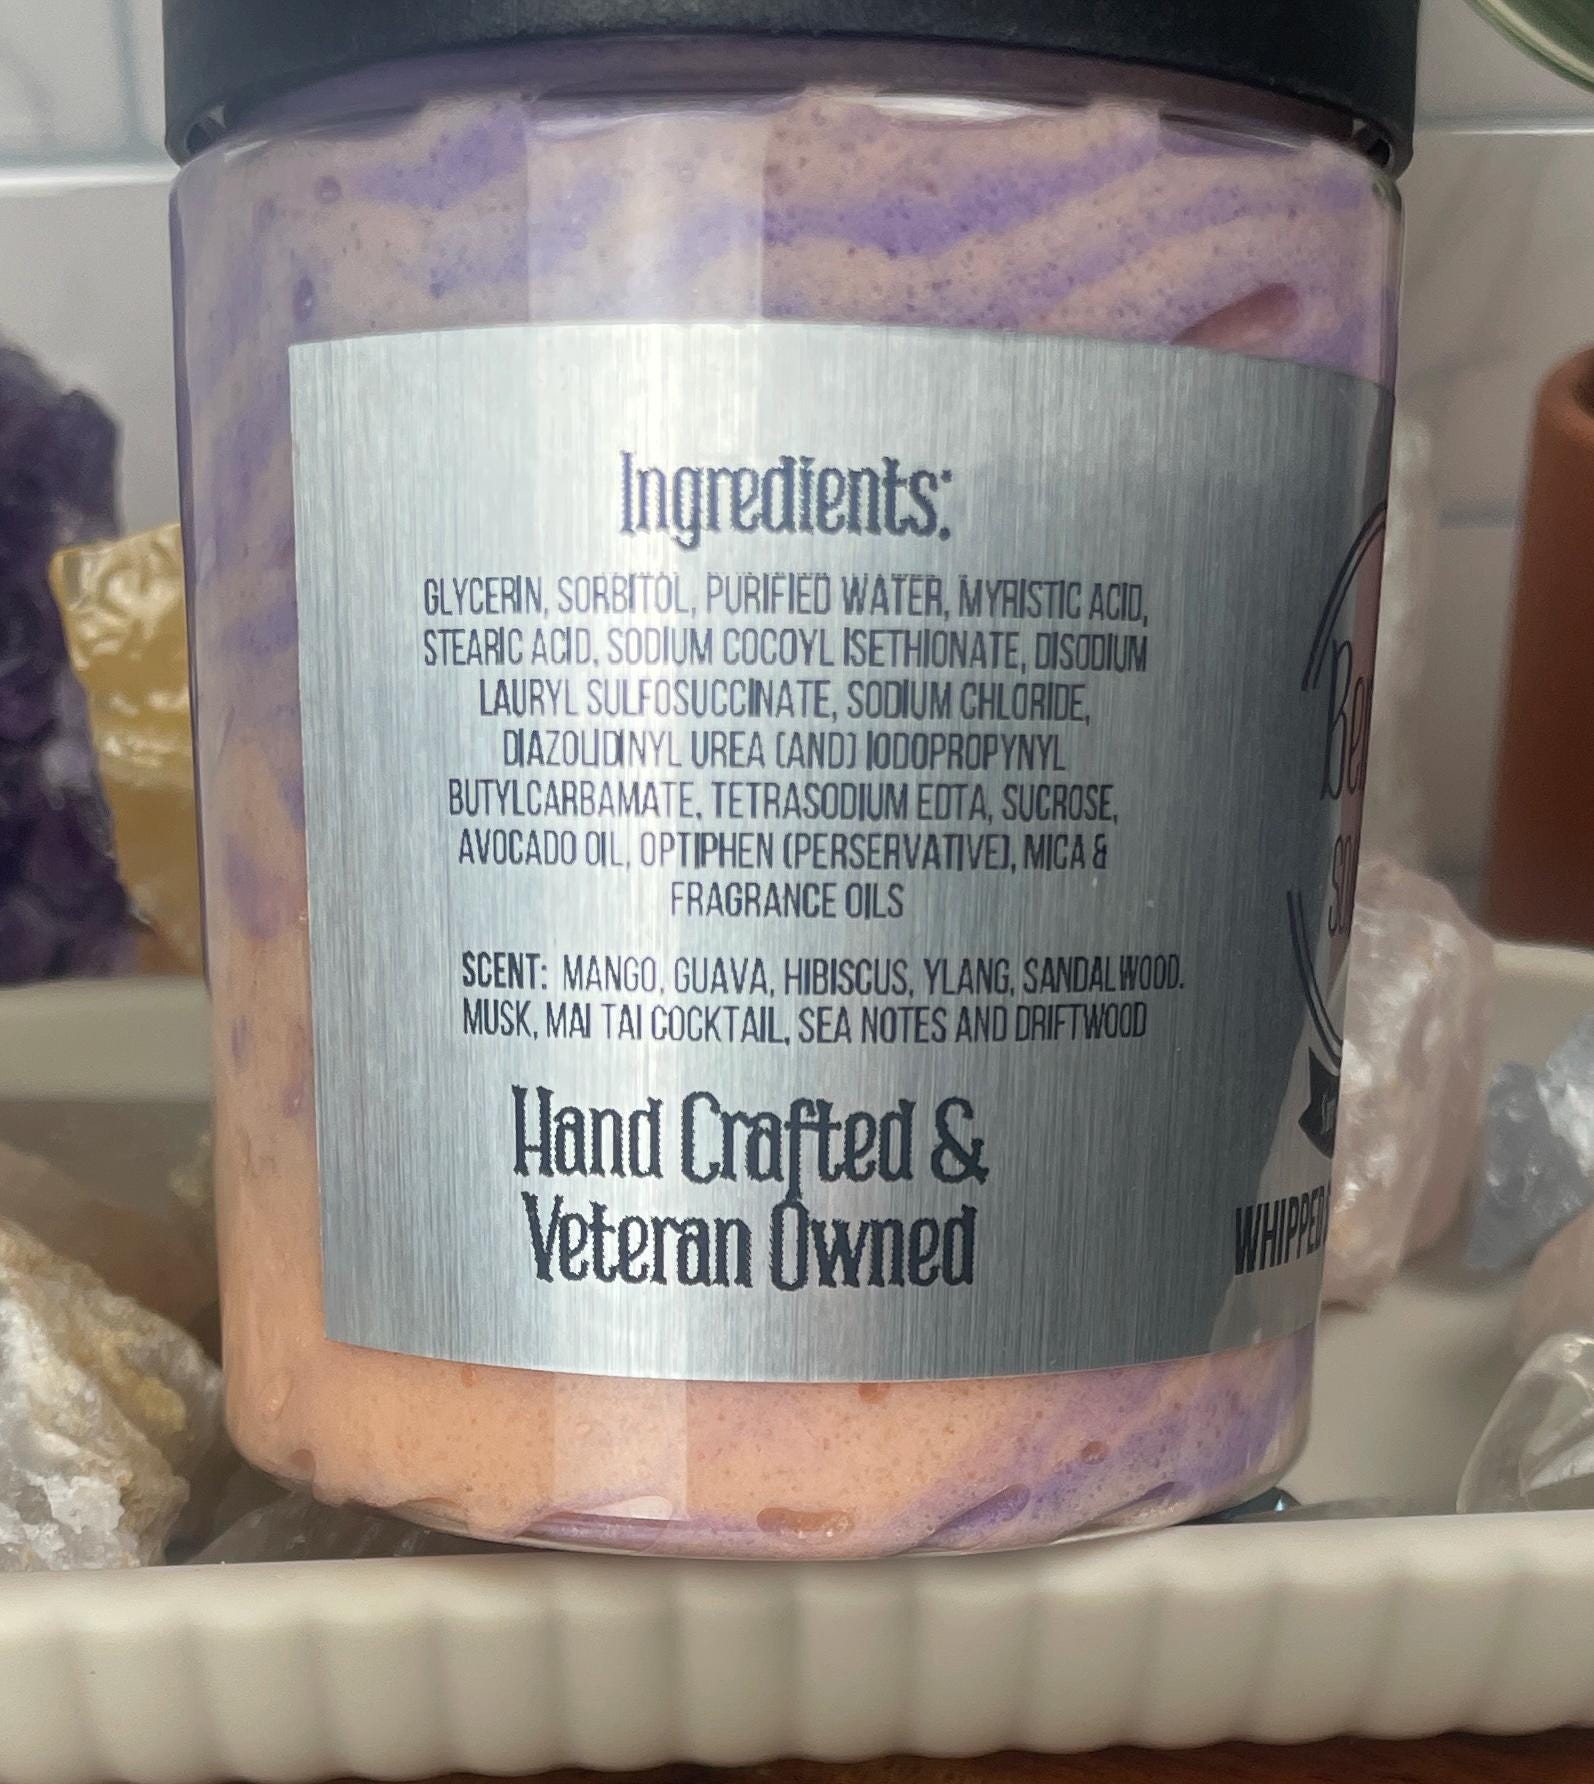 Ingredients:
GLYCERIN, SORBITOL, PURIFIED WATER, MYRISTIC ACID,
STEARIC ACID, SODIUM COCOYL ISETHIONATE, DISODIUM
LAURYL SULFOSUCCINATE, SODIUM CHLORIDE,
DIAZOLIDINYL UREA (AND) IODOPROPYNYL
BUTYLCARBAMATE, TETRASODIUM EDTA, SUCROSE,
AVOCADO OIL, OPTIPHEN (PERSERVATIVE), MICA &
FRAGRANCE OILS
SCENT: MANGO, GUAVA, HIBISCUS, YLANG, SANDALWOOD.
MUSK, MAI TAI COCKTAIL, SEA NOTES AND DRIFTWOOD
Hand Crafted &
Veteran Owned
WHIPPED